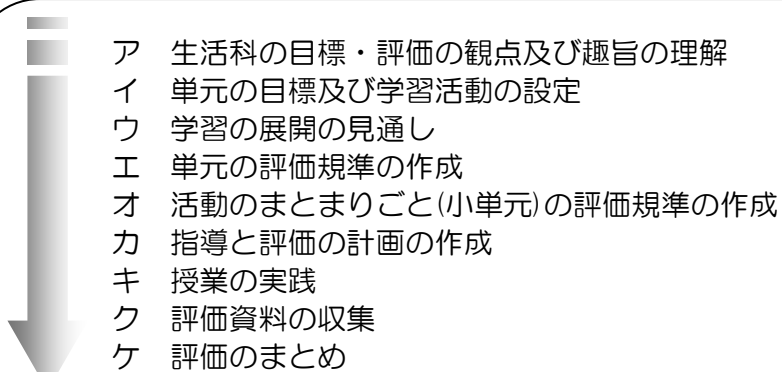 ア 生活科の目標・評価の観点及び趣旨の理解
イ 単元の目標及び学習活動の設定
ウ 学習の展開の見通し
エ 単元の評価規準の作成
オ 活動のまとまりごと(小単元)の評価規準の作成
カ 指導と評価の計画の作成
キ 授業の実践
ク 評価資料の収集
ケ 評価のまとめ